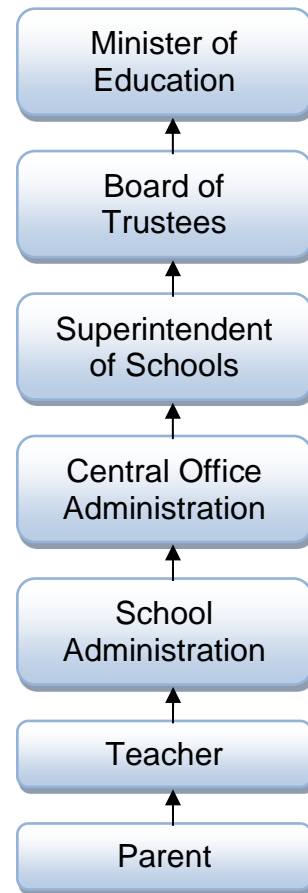 Minister of
Education
Board of
Trustees
Superintendent
of Schools
Central Office
Administration
School
Administration
Teacher
Parent